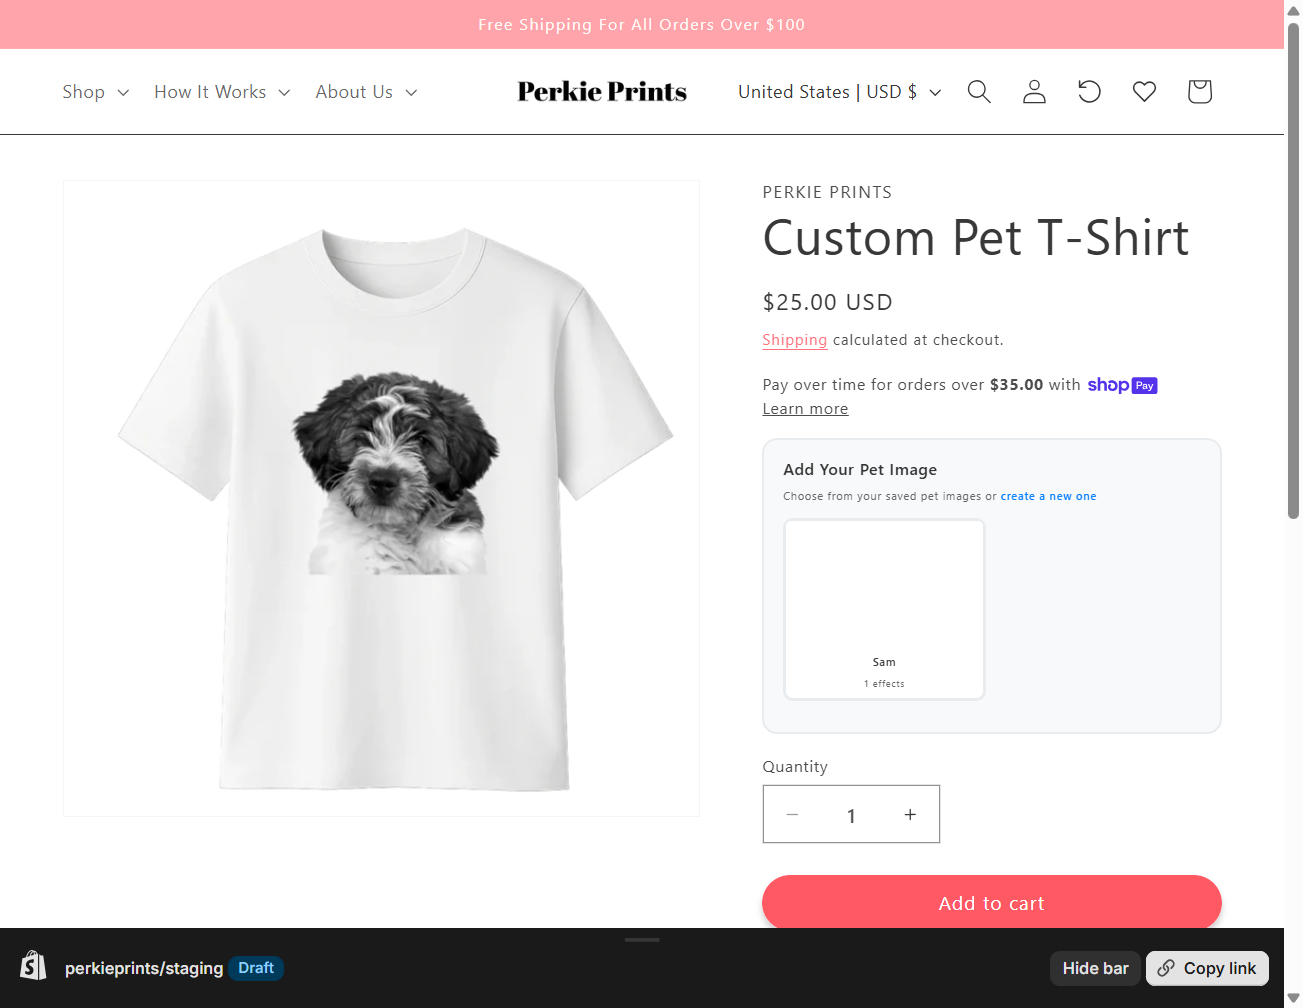 Free Shipping For All Orders Over $100
Shop
How It Works
About Us
Perkie Prints
United States | USD $
PERKIE PRINTS
Custom Pet T-Shirt
$25.00 USD
Shipping calculated at checkout.
Pay over time for orders over $35.00 with shop Pay
Learn more
Add Your Pet Image
Choose from your saved pet images or create a new one
Sam
1 effects
Quantity
1
Add to cart
perkieprints/staging
Draft
Hide bar
Copy link